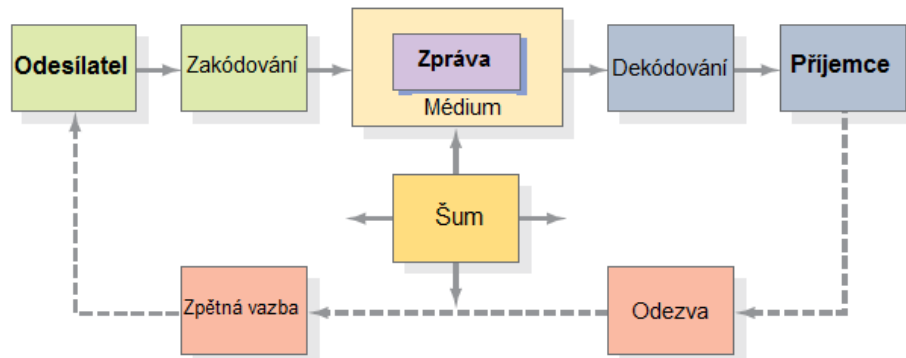 Odesílatel
Zakódování
Zpráva
Médium
Dekódování
Příjemce
Šum
Zpětná vazba
Odezva